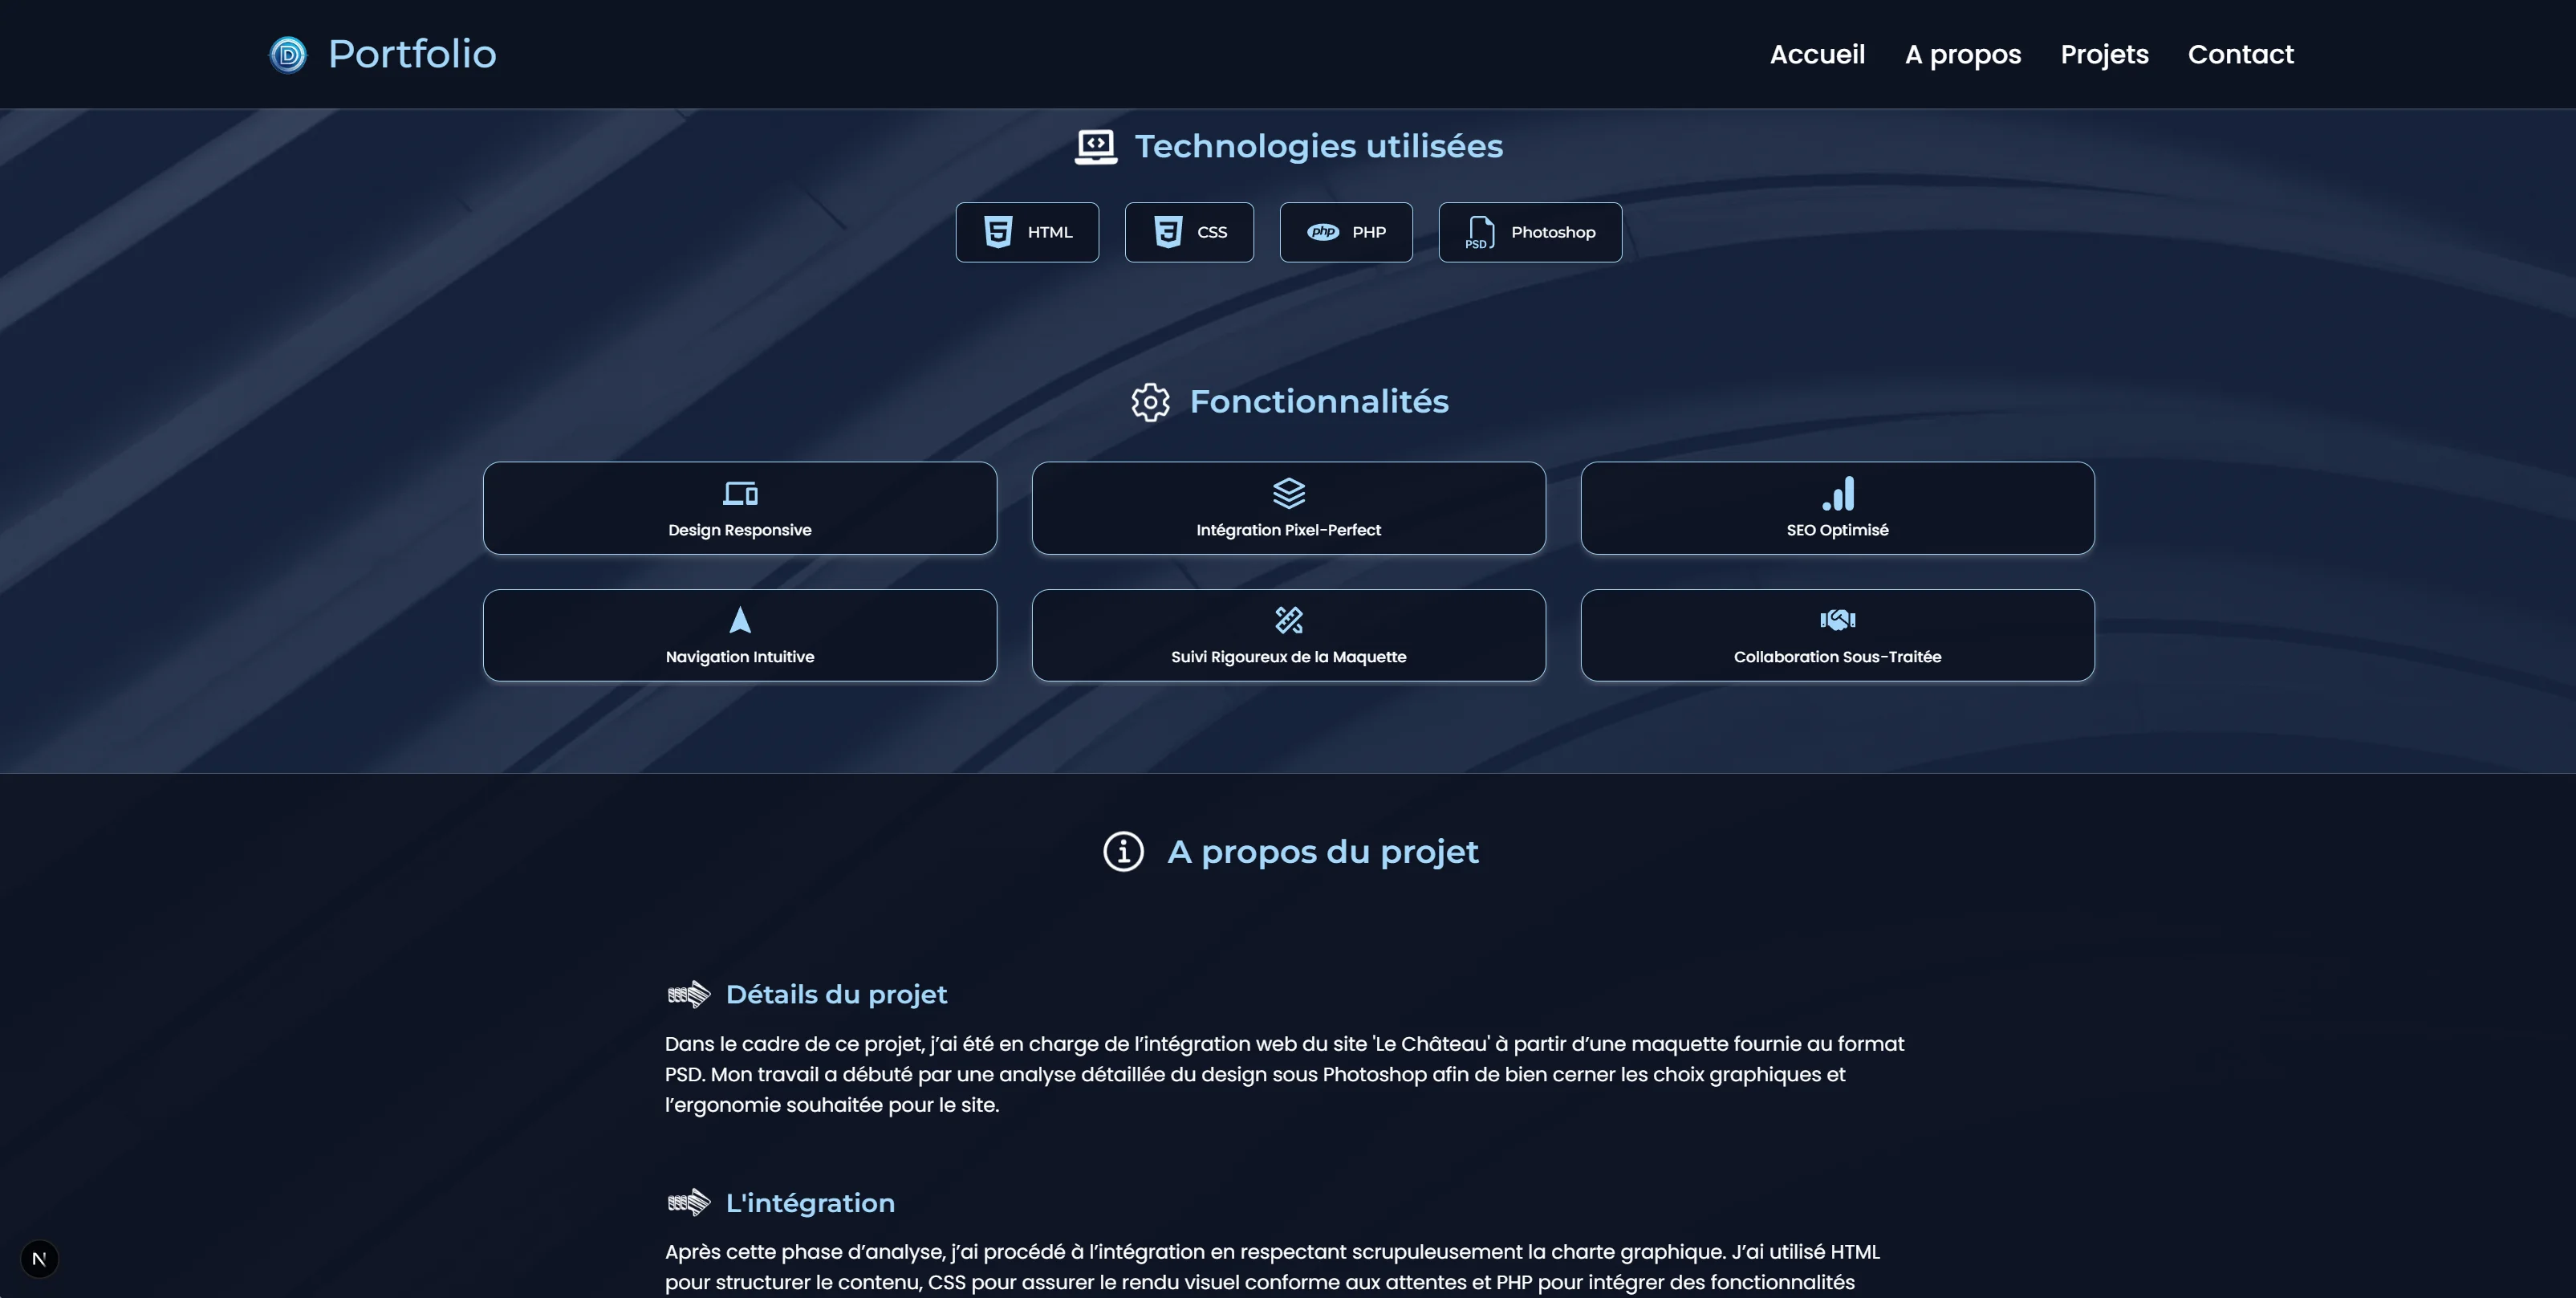 Portfolio
Accueil A propos Projets Contact
Technologies utilisées
HTML CSS PHP Photoshop
Fonctionnalités
Design Responsive Intégration Pixel-Perfect SEO Optimisé
Navigation Intuitive Suivi Rigoureux de la Maquette Collaboration Sous-Traitée
A propos du projet
Détails du projet
Dans le cadre de ce projet, j’ai été en charge de l’intégration web du site 'Le Château' à partir d’une maquette fournie au format
PSD. Mon travail a débuté par une analyse détaillée du design sous Photoshop afin de bien cerner les choix graphiques et
l’ergonomie souhaitée pour le site.
L'intégration
Après cette phase d’analyse, j’ai procédé à l’intégration en respectant scrupuleusement la charte graphique. J’ai utilisé HTML
pour structurer le contenu, CSS pour assurer le rendu visuel conforme aux attentes et PHP pour intégrer des fonctionnalités